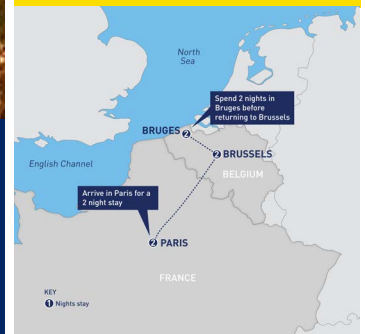 North
Sea
Spend 2 nights in
Bruges before
returning to Brussels
BRUGES 2
2 BRUSSELS
English Channel
BELGIUM
Arrive in Paris for a
2 night stay
2 PARIS
FRANCE
KEY
1 Nights stay